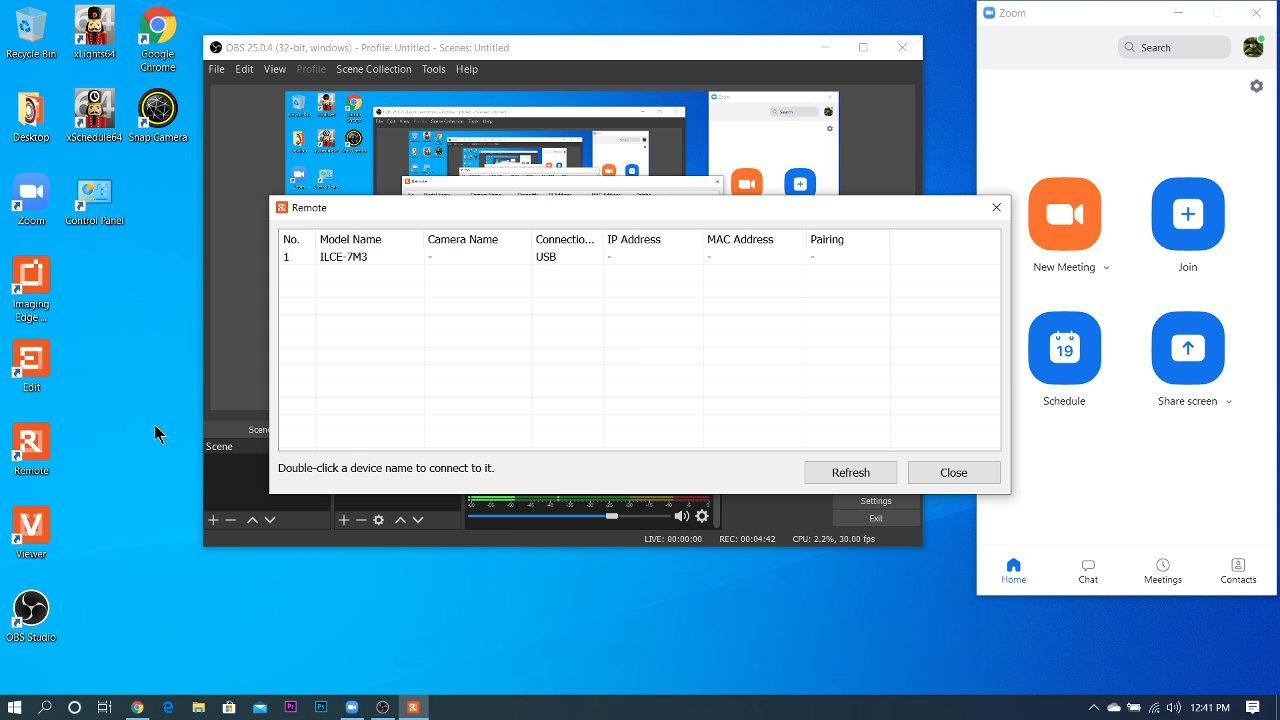 Recycle Bin
xLights64
Google
Chrome
Desktop
xSchedule64
Snap Camera
Zoom
Control Panel
Imaging
Edge ...
Edit
Remote
Viewer
OBS Studio
OBS 25.0.4 (32-bit, windows) - Profile: Untitled - Scenes: Untitled
File Edit View Profile Scene Collection Tools Help
Remote
No. Model Name Camera Name Connectio... IP Address MAC Address Pairing
1 ILCE-7M3 - USB - - -
Double-click a device name to connect to it.
Refresh Close
Scene
Settings
Exit
LIVE: 00:00:00 REC: 00:04:42 CPU: 2.2%, 30.00 fps
Zoom
Search
New Meeting
Join
19
Schedule
Share screen
Home Chat Meetings Contacts
Pr Ps R
12:41 PM